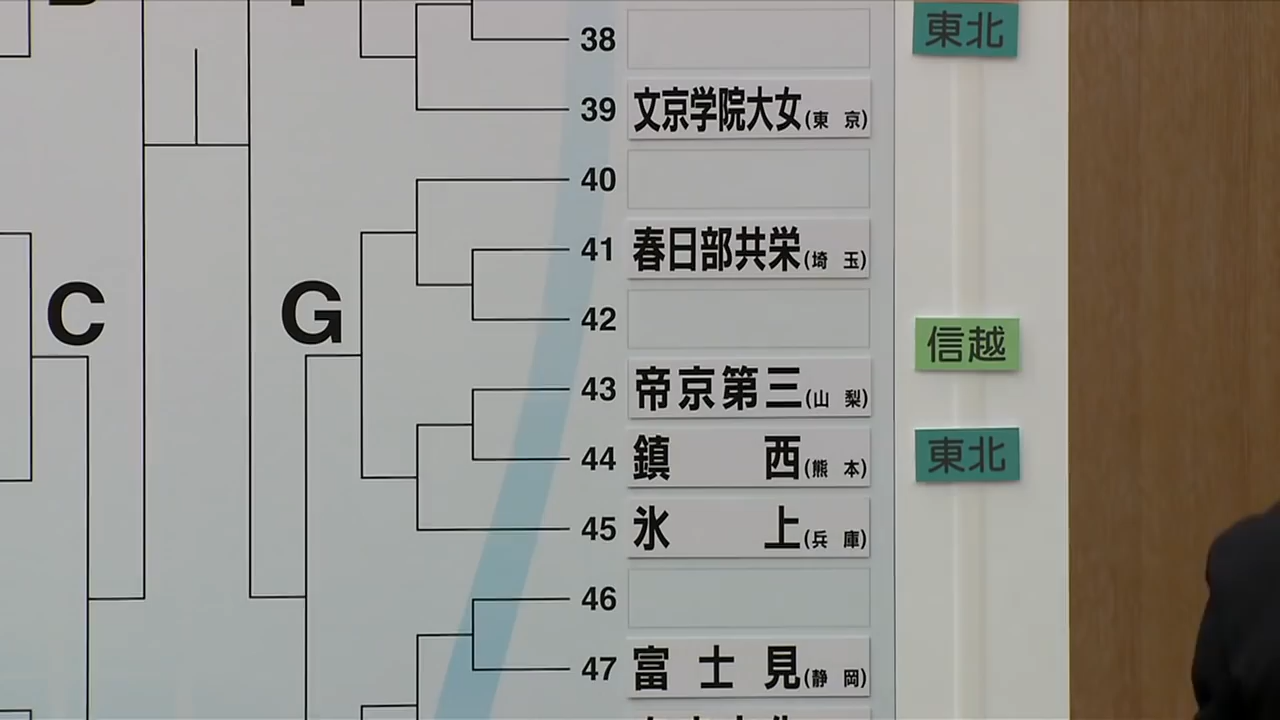 38
東北
39 文京学院大女(東京)
40
41 春日部共栄(埼玉)
C
G
42
信越
43 帝京第三(山梨)
44 鎮西(熊本)
東北
45 氷上(兵庫)
46
47 富士見(静岡)